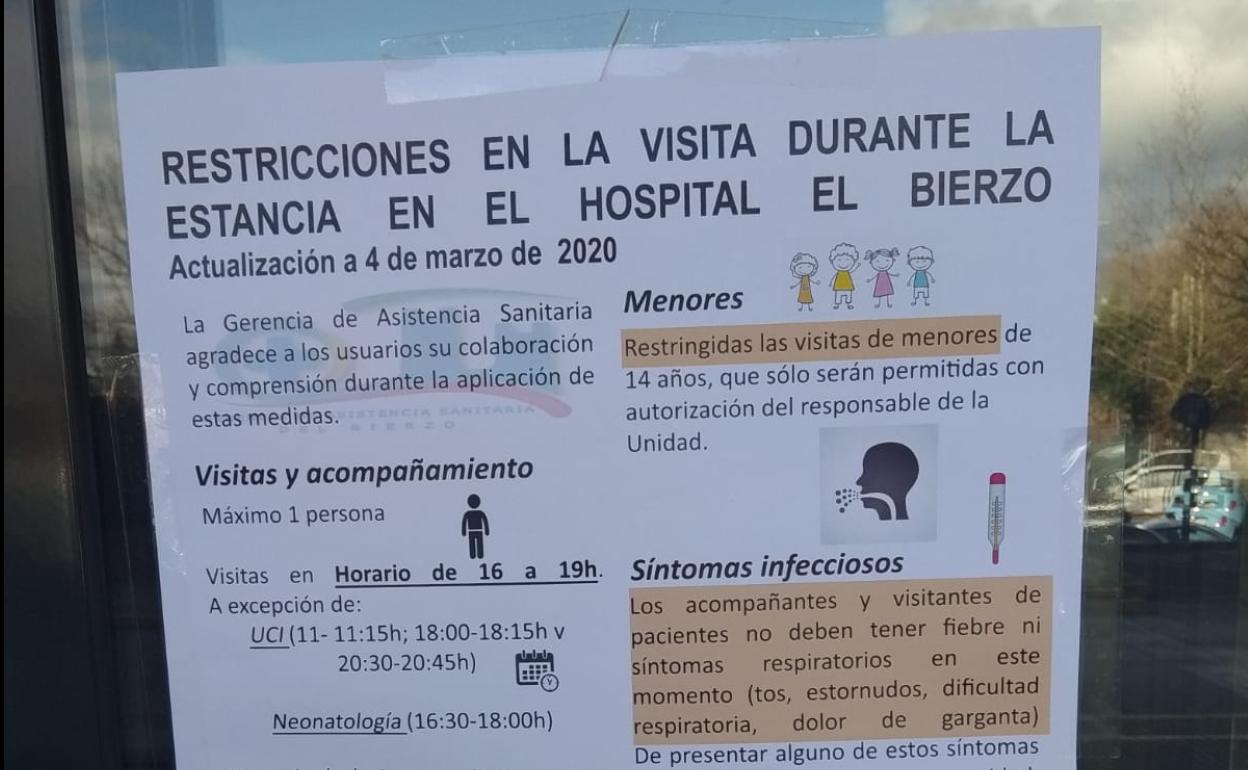 RESTRICCIONES EN LA VISITA DURANTE LA
ESTANCIA EN EL HOSPITAL EL BIERZO
Actualización a 4 de marzo de 2020
La Gerencia de Asistencia Sanitaria
agradece a los usuarios su colaboración
y comprensión durante la aplicación de
estas medidas.
ASISTENCIA SANITARIA
DEL BIERZO
Visitas y acompañamiento
Máximo 1 persona
Visitas en Horario de 16 a 19h.
A excepción de:
UCI (11- 11:15h; 18:00-18:15h y
20:30-20:45h)
Neonatología (16:30-18:00h)
Menores
Restringidas las visitas de menores de
14 años, que sólo serán permitidas con
autorización del responsable de la
Unidad.
Síntomas infecciosos
Los acompañantes y visitantes de
pacientes no deben tener fiebre ni
síntomas respiratorios en este
momento (tos, estornudos, dificultad
respiratoria, dolor de garganta)
De presentar alguno de estos síntomas